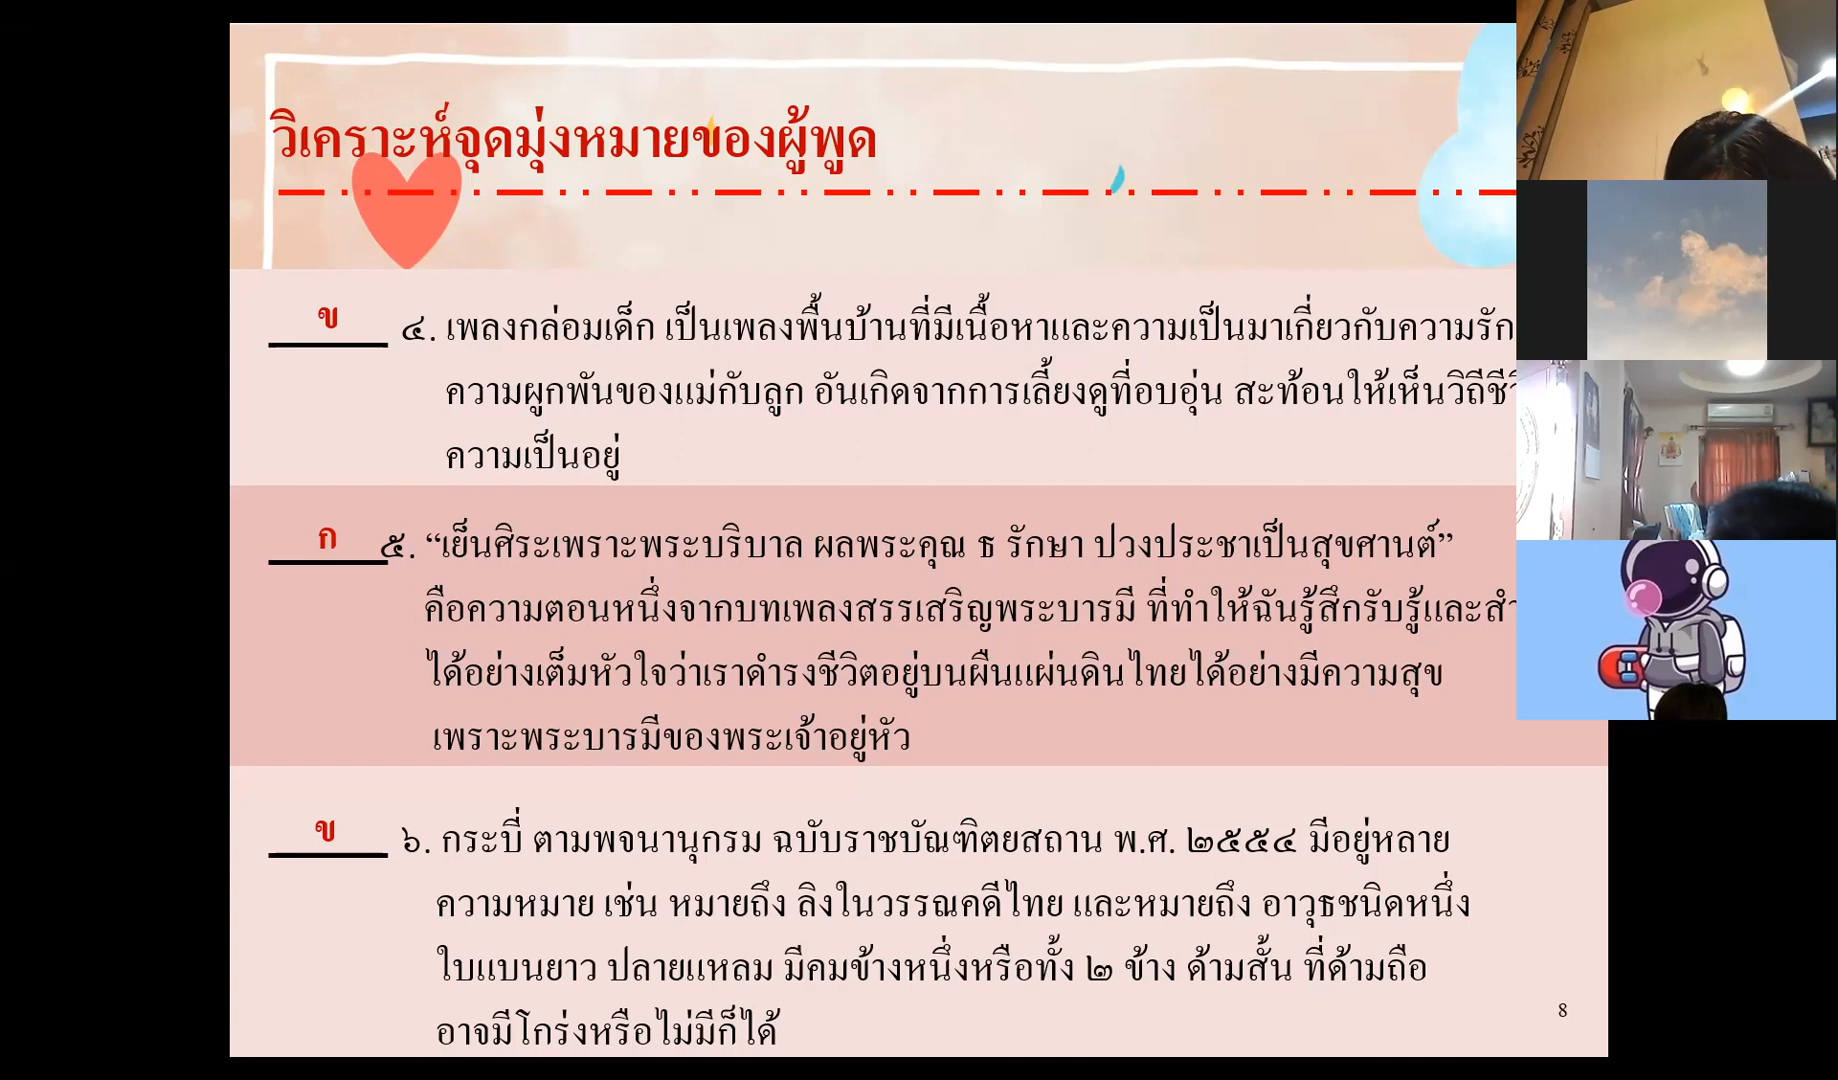 วิเคราะห์จุดมุ่งหมายของผู้พูด
ข ๔. เพลงกล่อมเด็ก เป็นเพลงพื้นบ้านที่มีเนื้อหาและความเป็นมาเกี่ยวกับความรัก
ความผูกพันของแม่กับลูก อันเกิดจากการเลี้ยงดูที่อบอุ่น สะท้อนให้เห็นวิถี
ความเป็นอยู่
ก ๕. “เย็นศิระเพราะพระบริบาล ผลพระคุณ ธ รักษา ปวงประชาเป็นสุขศานต์”
คือความตอนหนึ่งจากบทเพลงสรรเสริญพระบารมี ที่ทำให้ฉันรู้สึกรับรู้และ
ได้อย่างเต็มหัวใจว่าเราดำรงชีวิตอยู่บนผืนแผ่นดินไทยได้อย่างมีความสุข
เพราะพระบารมีของพระเจ้าอยู่หัว
ข ๖. กระบี่ ตามพจนานุกรม ฉบับราชบัณฑิตยสถาน พ.ศ. ๒๕๕๔ มีอยู่หลาย
ความหมาย เช่น หมายถึง ลิงในวรรณคดีไทย และหมายถึง อาวุธชนิดหนึ่ง
ใบแบนยาว ปลายแหลม มีคมข้างหนึ่งหรือทั้ง ๒ ข้าง ด้ามสั้น ที่ด้ามถือ
อาจมีโกร่งหรือไม่มีก็ได้
8